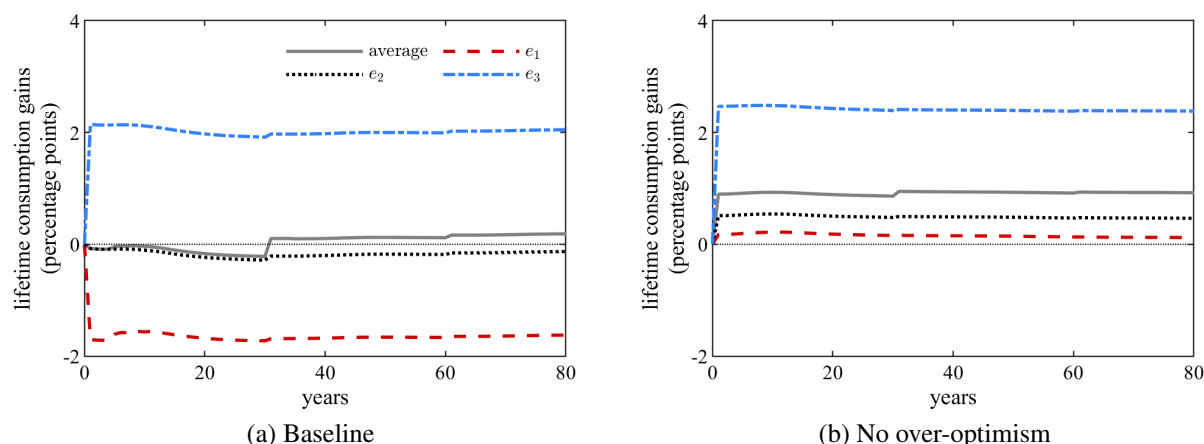 4
2
0
-2
0
20
40
60
80
years
lifetime consumption gains
(percentage points)
average
e₁
e₂
e₃
(a) Baseline
4
2
0
-2
0
20
40
60
80
years
lifetime consumption gains
(percentage points)
(b) No over-optimism